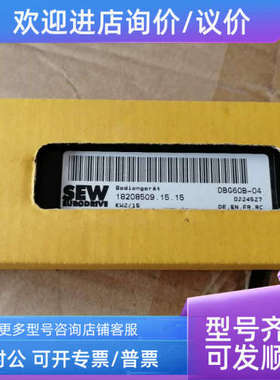 欢迎进店询价/议价
SEW
EURODRIVE
Bediengerät
18208509.15.15
KW2/15
DBG60B-04
0224527
DE,EN,FR,RC
更多型号咨询店铺客服
对公 可开专票/普票
型号齐
可发顺